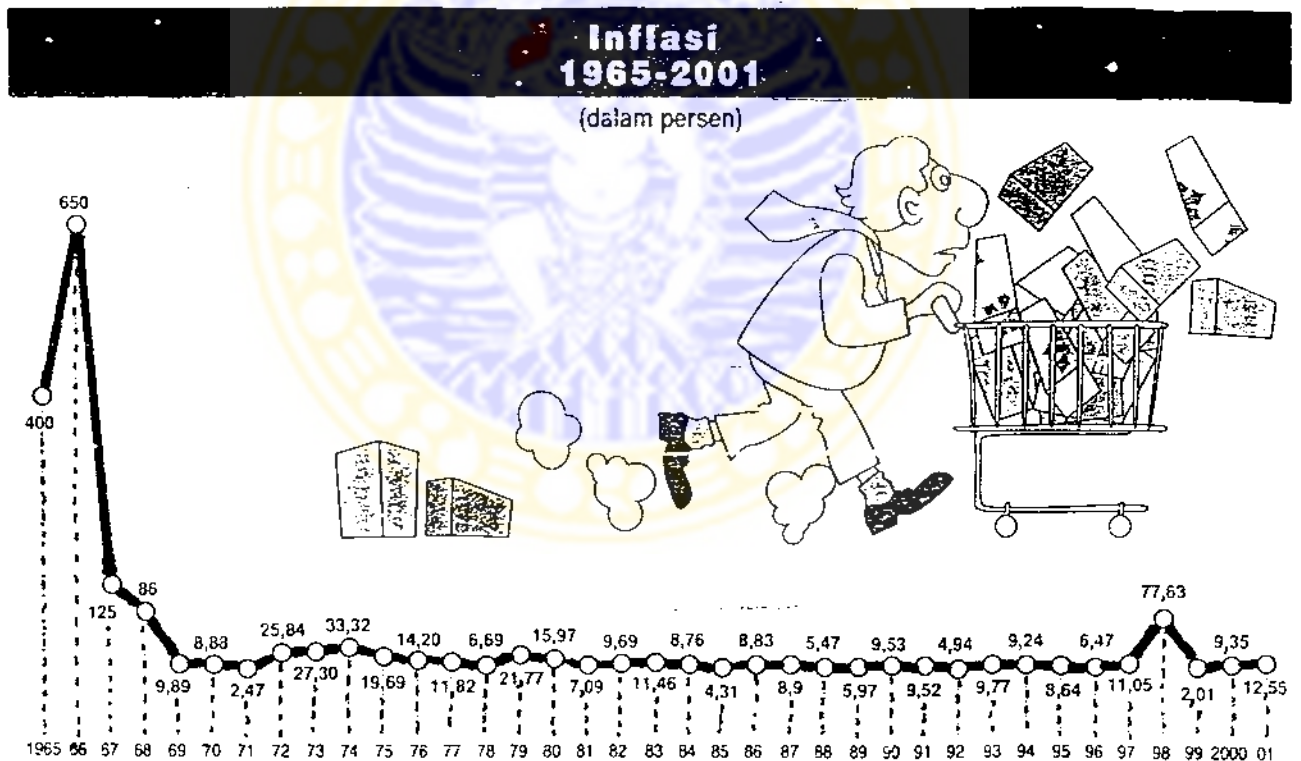 Inflasi
1965-2001
(dalam persen)
650
400
77,63
86
125
8,88 25,84 33,32 14,20 6,69 15,97 9,69 8,76 8,83 5,47 9,53 4,94 9,24 6,47 9,35
9,89 2,47 27,30 19,69 11,82 21,77 7,09 11,46 4,31 8,9 5,97 9,52 9,77 8,64 11,05 2,01 12,55
1965 66 67 68 69 70 71 72 73 74 75 76 77 78 79 80 81 82 83 84 85 86 87 88 89 90 91 92 93 94 95 96 97 98 99 2000 01